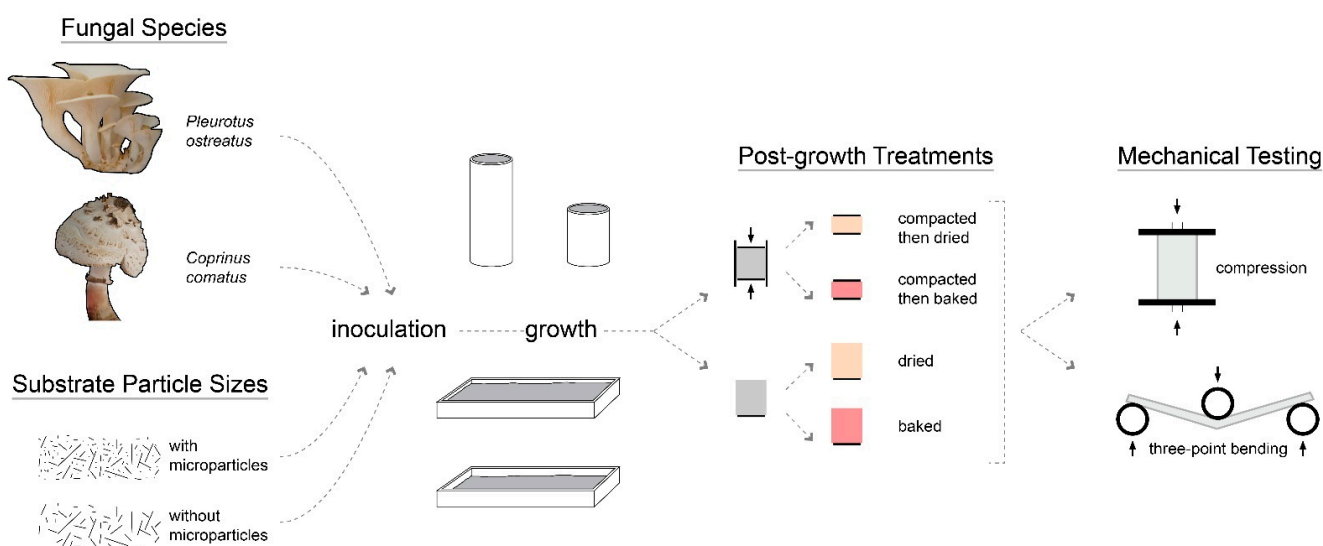 Fungal Species
Pleurotus
ostreatus
Coprinus
comatus
Substrate Particle Sizes
with
microparticles
without
microparticles
inoculation
growth
Post-growth Treatments
compacted
then dried
compacted
then baked
dried
baked
Mechanical Testing
compression
three-point bending